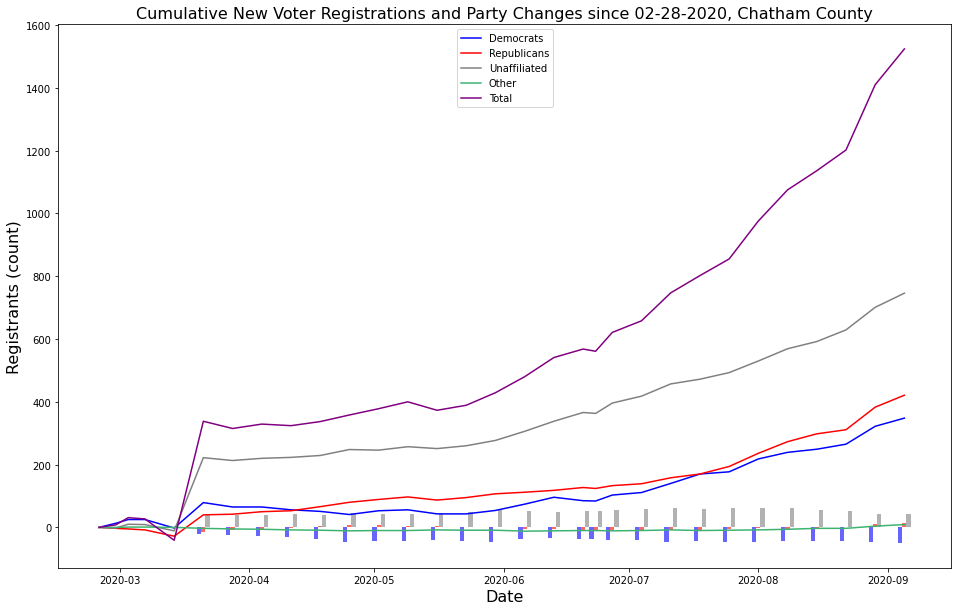 Cumulative New Voter Registrations and Party Changes since 02-28-2020, Chatham County
Democrats
Republicans
Unaffiliated
Other
Total
Registrants (count)
1600
1400
1200
1000
800
600
400
200
0
2020-03 2020-04 2020-05 2020-06 2020-07 2020-08 2020-09
Date